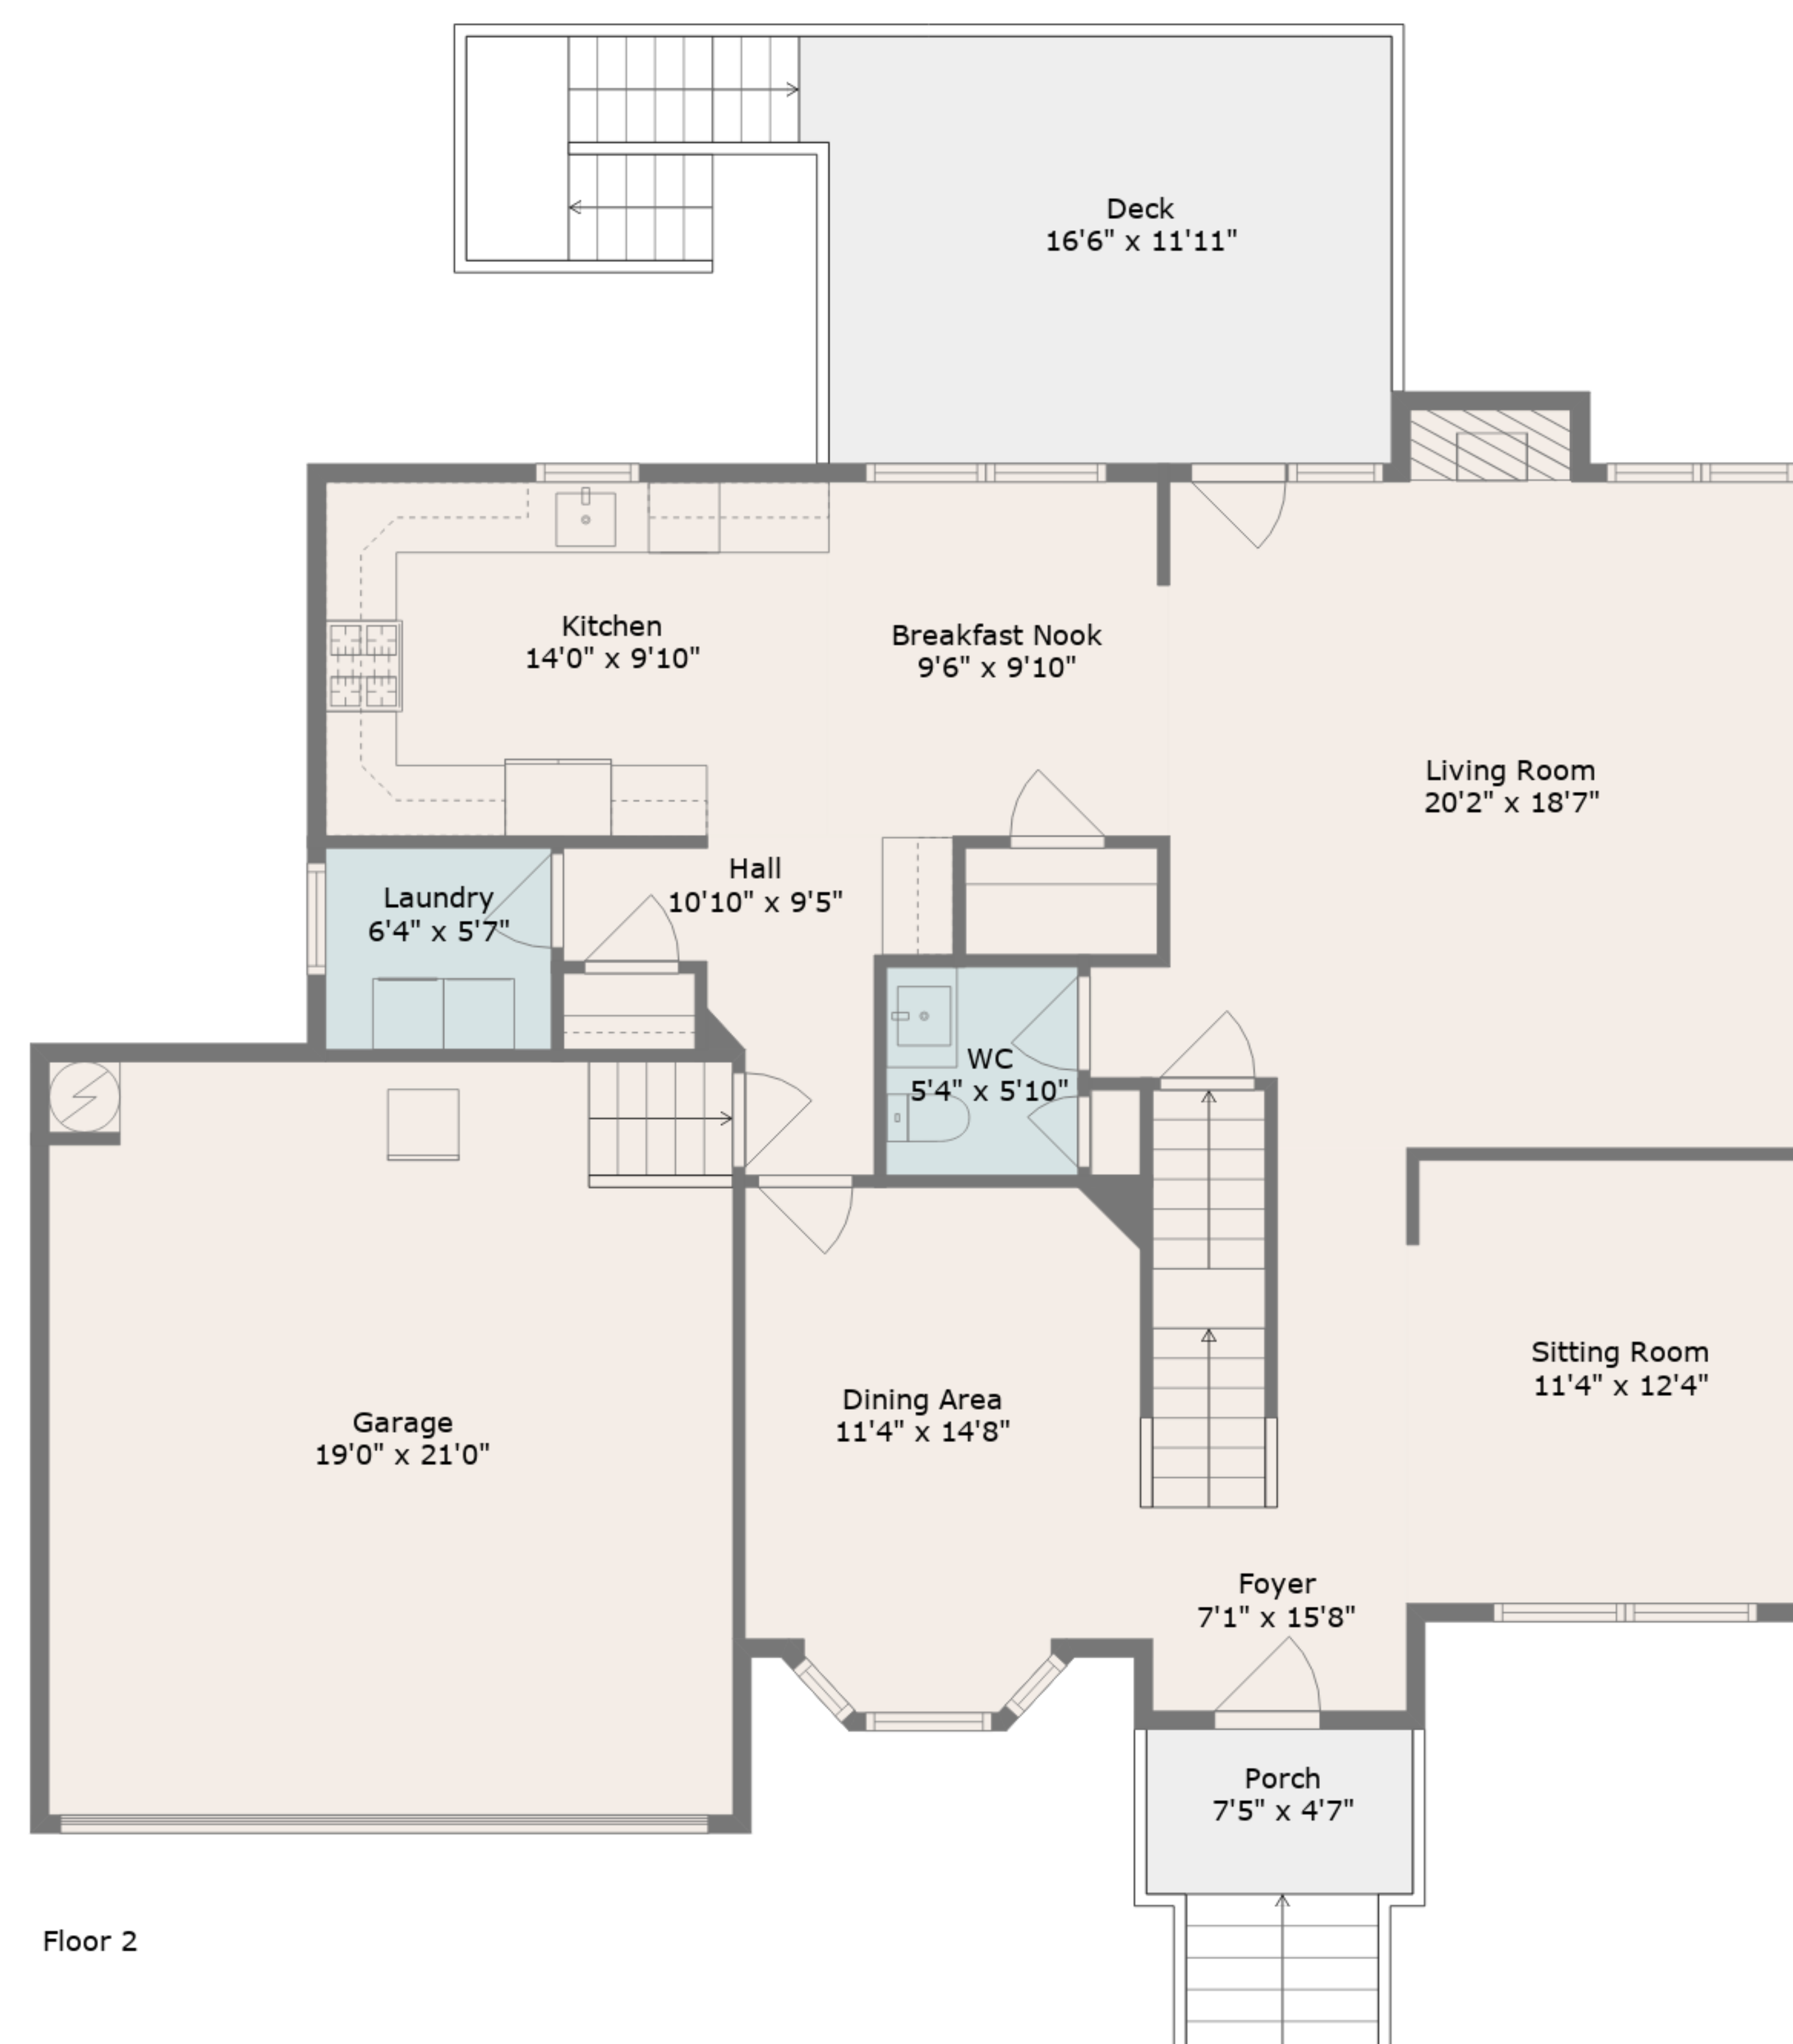 Deck
16'6" x 11'11"
Kitchen
14'0" x 9'10"
Breakfast Nook
9'6" x 9'10"
Living Room
20'2" x 18'7"
Hall
10'10" x 9'5"
Laundry
6'4" x 5'7"
WC
5'4" x 5'10"
Sitting Room
11'4" x 12'4"
Dining Area
11'4" x 14'8"
Garage
19'0" x 21'0"
Foyer
7'1" x 15'8"
Porch
7'5" x 4'7"
Floor 2